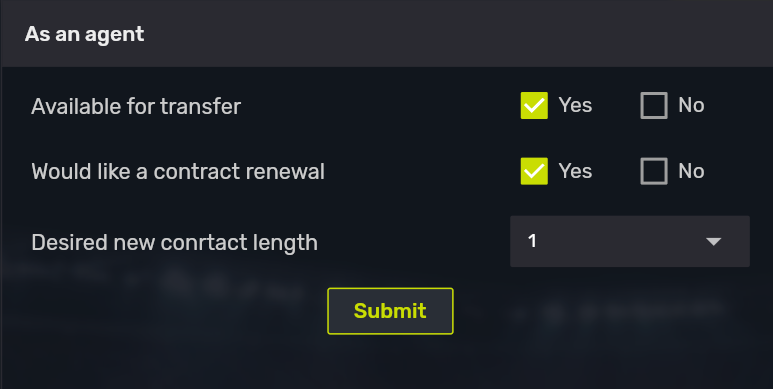 As an agent
Available for transfer Yes No
Would like a contract renewal Yes No
Desired new conrtact length 1
Submit